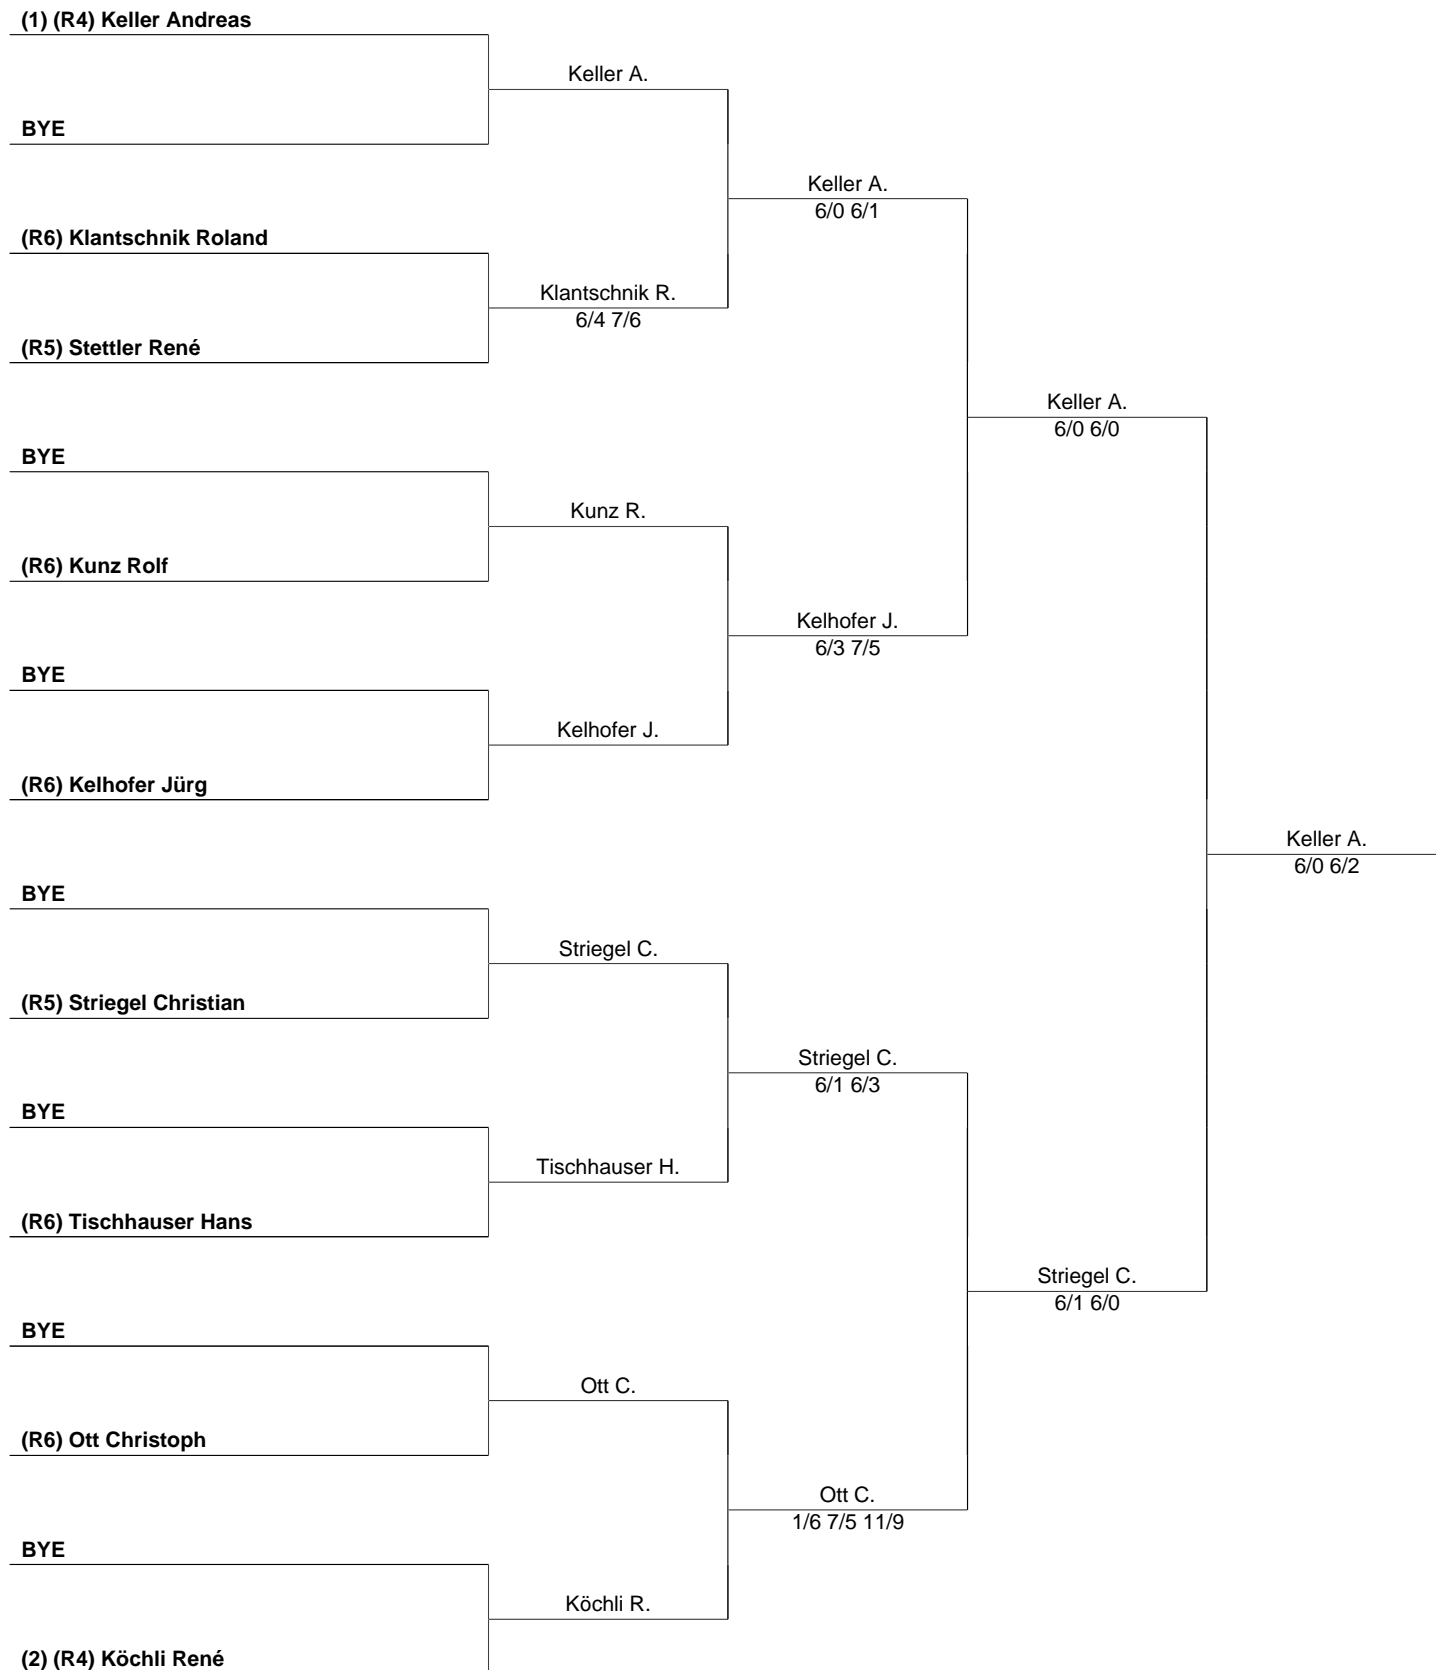 (1) (R4) Keller Andreas
Keller A.
BYE
Keller A.
6/0 6/1
(R6) Klantschnik Roland
Klantschnik R.
6/4 7/6
(R5) Stettler René
Keller A.
6/0 6/0
BYE
Kunz R.
(R6) Kunz Rolf
Kelhofer J.
6/3 7/5
BYE
Kelhofer J.
(R6) Kelhofer Jürg
Keller A.
6/0 6/2
BYE
Striegel C.
(R5) Striegel Christian
Striegel C.
6/1 6/3
BYE
Tischhauser H.
(R6) Tischhauser Hans
Striegel C.
6/1 6/0
BYE
Ott C.
(R6) Ott Christoph
Ott C.
1/6 7/5 11/9
BYE
Köchli R.
(2) (R4) Köchli René